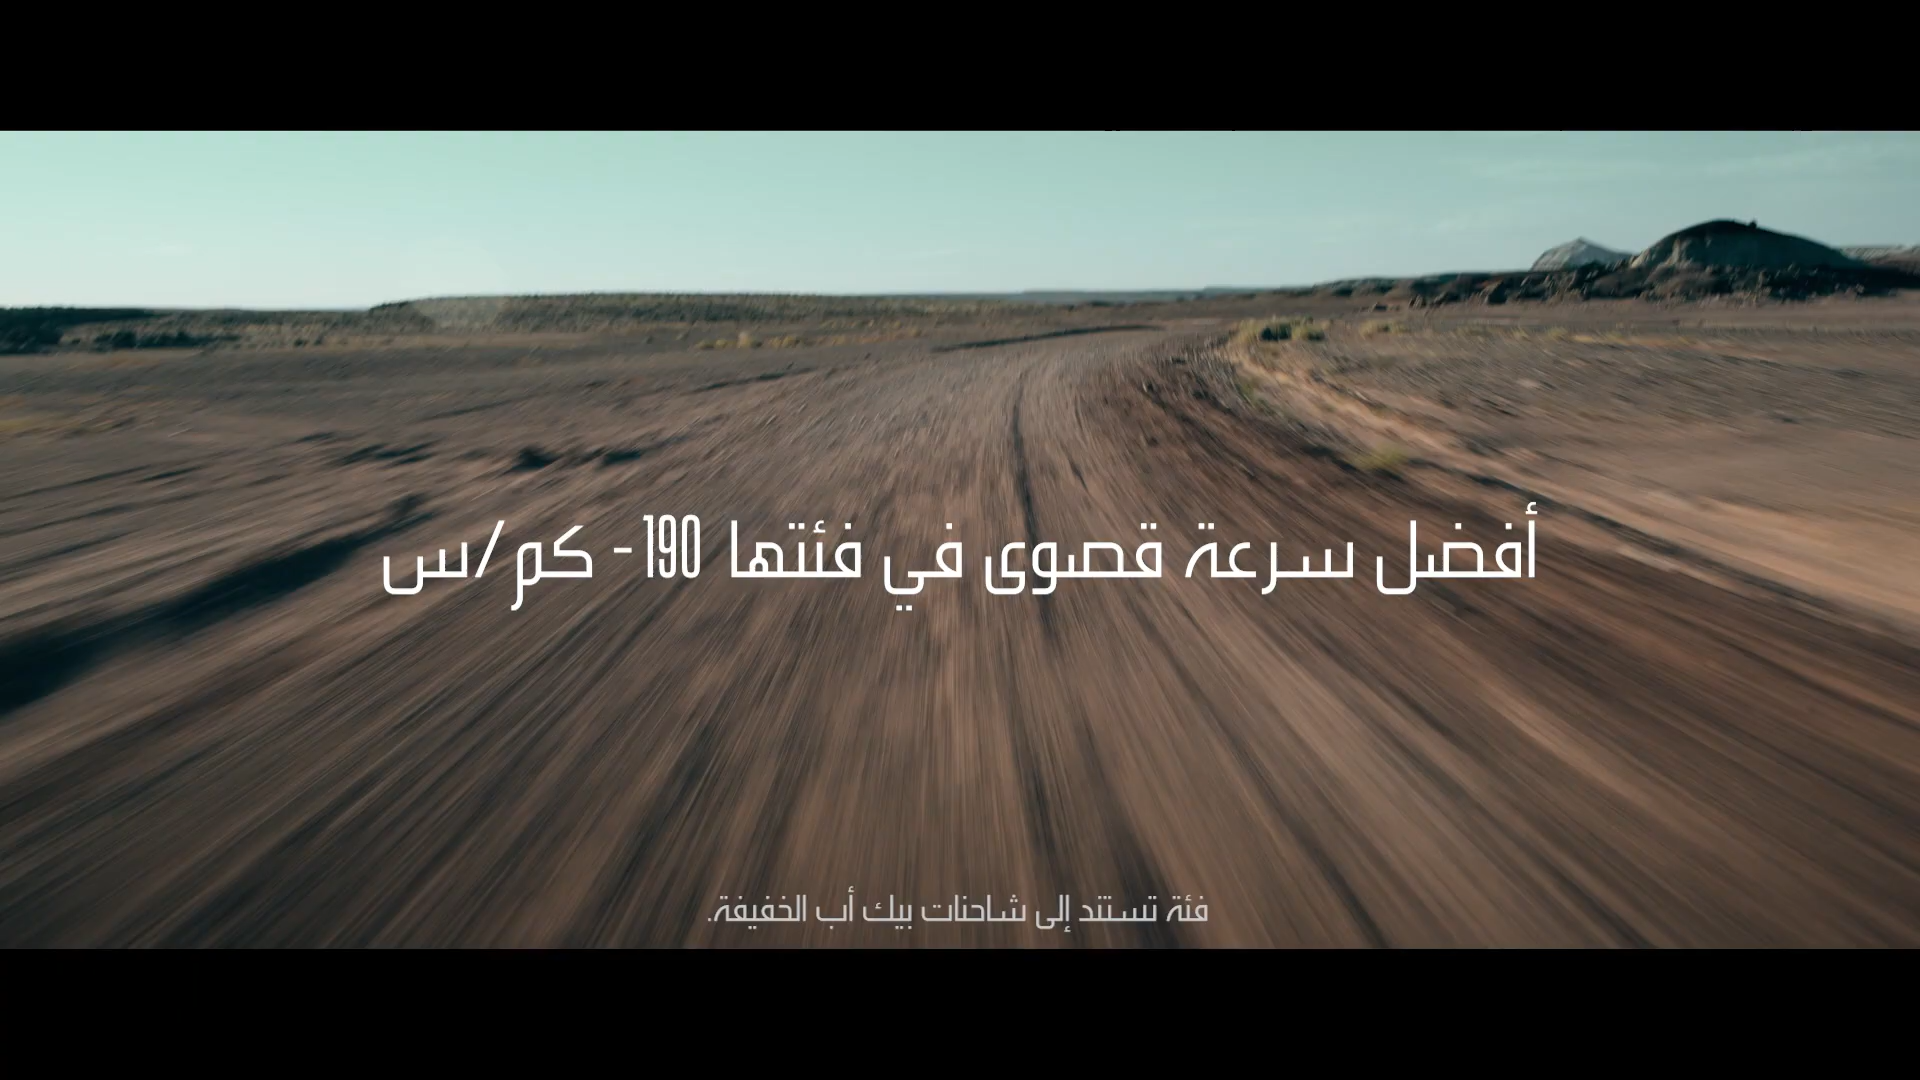 أفضل سرعة قصوى في فئتها 190- كم/س
فئة تستند إلى شاحنات بيك أب الخفيفة.